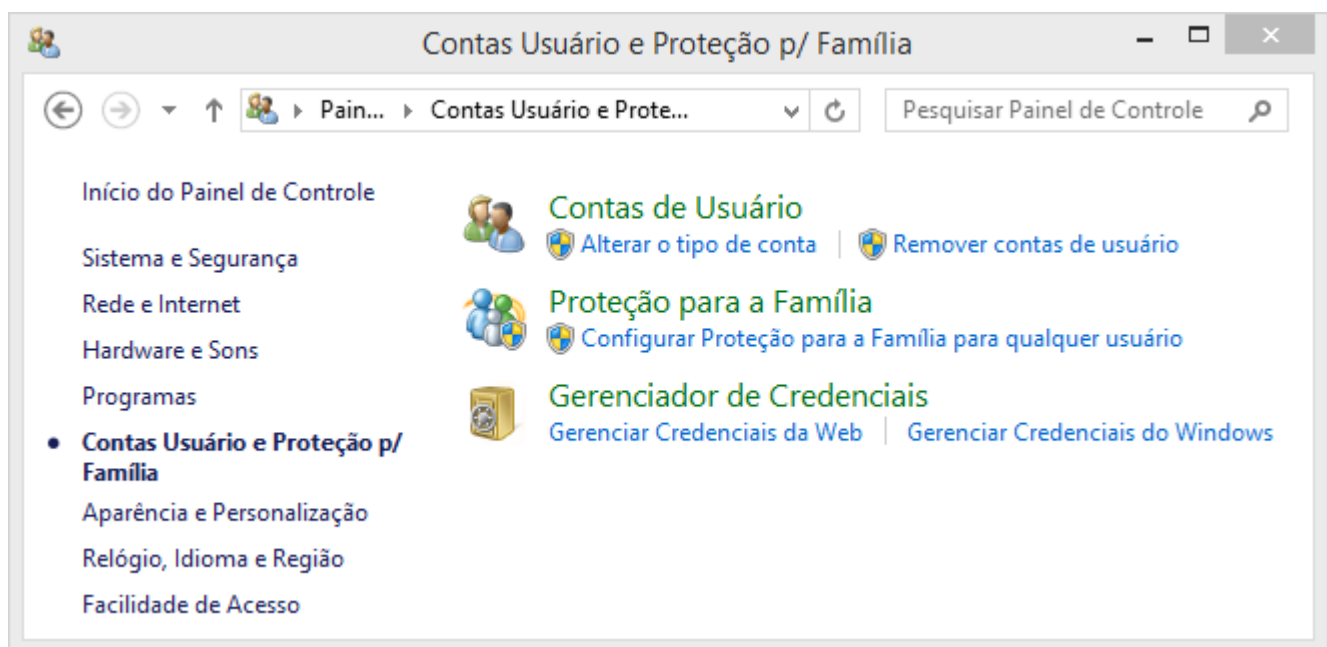 Contas Usuário e Proteção p/ Família
Pain... Contas Usuário e Prote...
Pesquisar Painel de Controle
Início do Painel de Controle
Sistema e Segurança
Rede e Internet
Hardware e Sons
Programas
Contas Usuário e Proteção p/
Família
Aparência e Personalização
Relógio, Idioma e Região
Facilidade de Acesso
Contas de Usuário
Alterar o tipo de conta
Remover contas de usuário
Proteção para a Família
Configurar Proteção para a Família para qualquer usuário
Gerenciador de Credenciais
Gerenciar Credenciais da Web
Gerenciar Credenciais do Windows